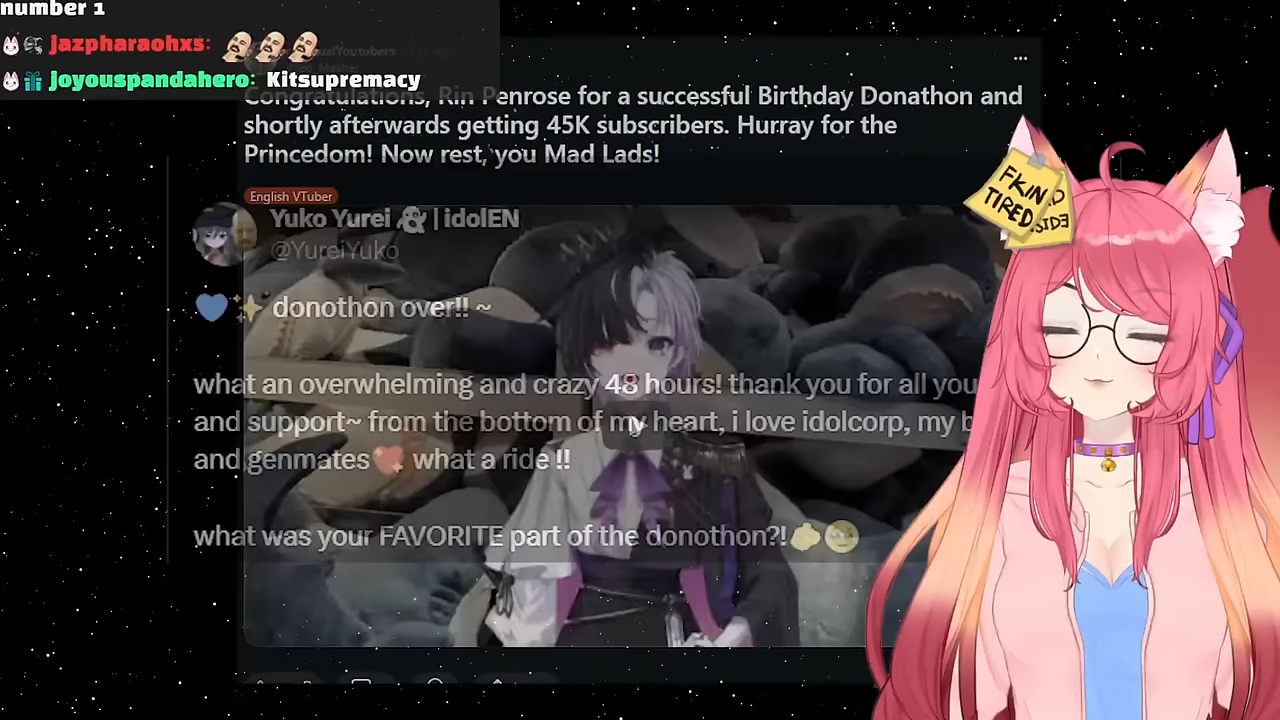 number 1
jazpharaohxs:
joyouspandahero: Kitsupremacy
Congratulations, Rin Penrose for a successful Birthday Donathon and
shortly afterwards getting 45K subscribers. Hurray for the
Princedom! Now rest, you Mad Lads!
English VTuber
Yuko Yurei 👻 | idolEN
@YureiYuko
💙✨ donothon over!! ~
what an overwhelming and crazy 48 hours! thank you for all you
and support~ from the bottom of my heart, i love idolcorp, my b
and genmates💖 what a ride !!
what was your FAVORITE part of the donothon?!
FKIN
TIRED
SIDE